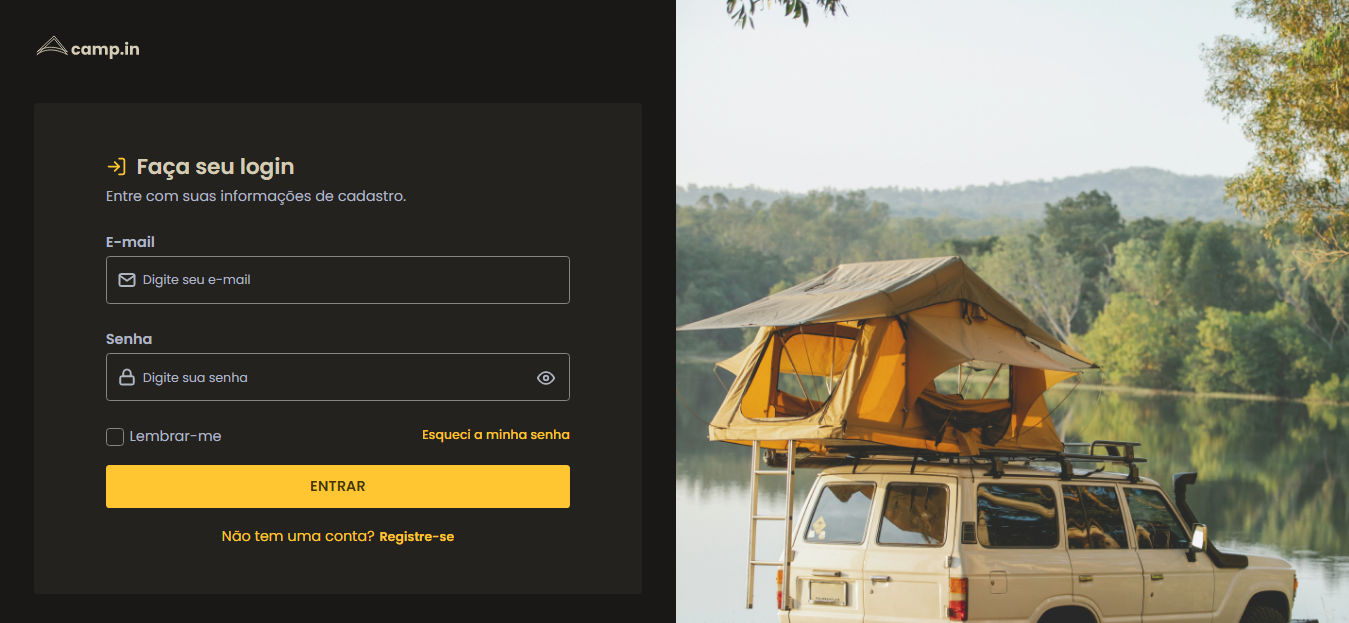 camp.in
Faça seu login
Entre com suas informações de cadastro.
E-mail
Digite seu e-mail
Senha
Digite sua senha
Lembrar-me
Esqueci a minha senha
ENTRAR
Não tem uma conta? Registre-se